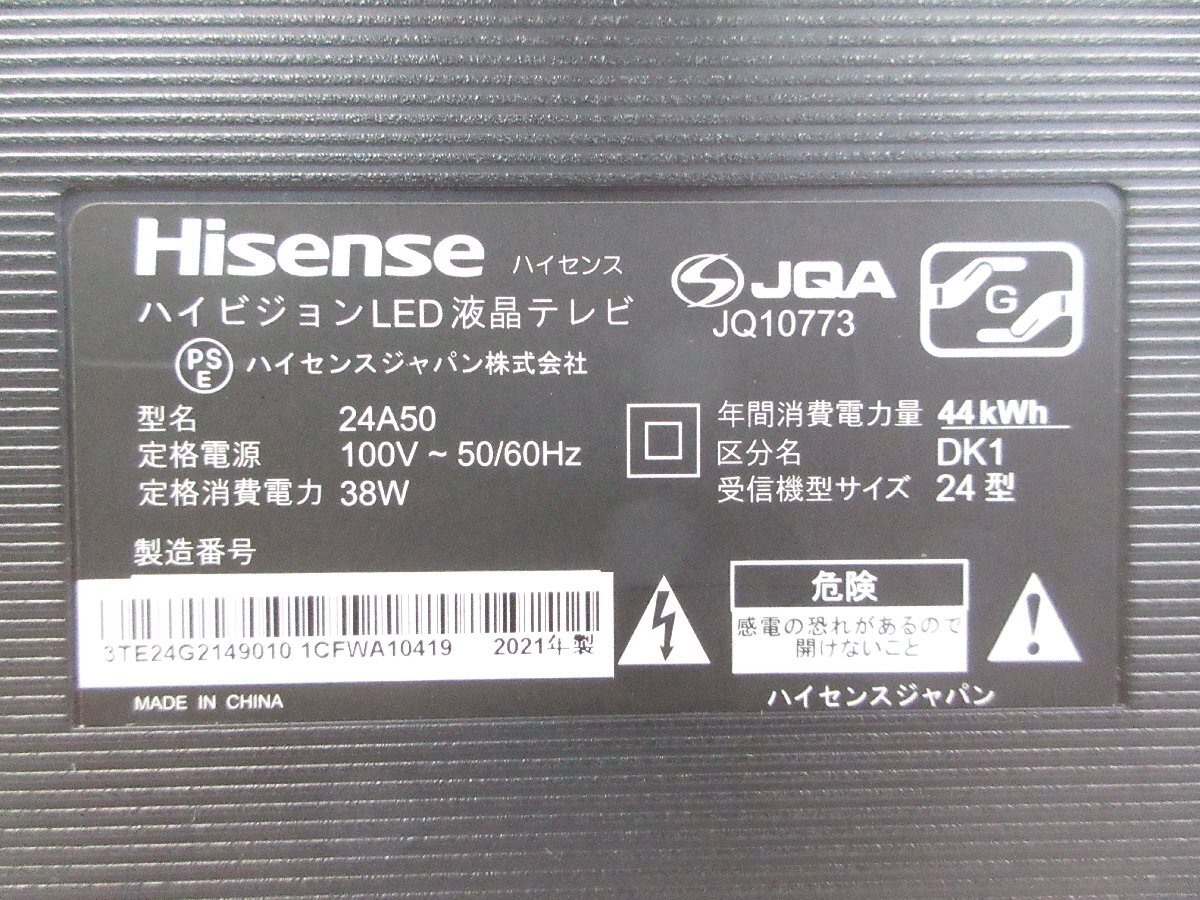 Hisense ハイセンス
ハイビジョンLED液晶テレビ
PSE ハイセンスジャパン株式会社
JQA
JQ10773
G
型名 24A50
定格電源 100V ~ 50/60Hz
定格消費電力 38W
年間消費電力量 44kWh
区分名 DK1
受信機型サイズ 24型
製造番号
3TE24G2149010 1CFWA10419 2021年製
MADE IN CHINA
危険
感電の恐れがあるので
開けないこと
ハイセンスジャパン